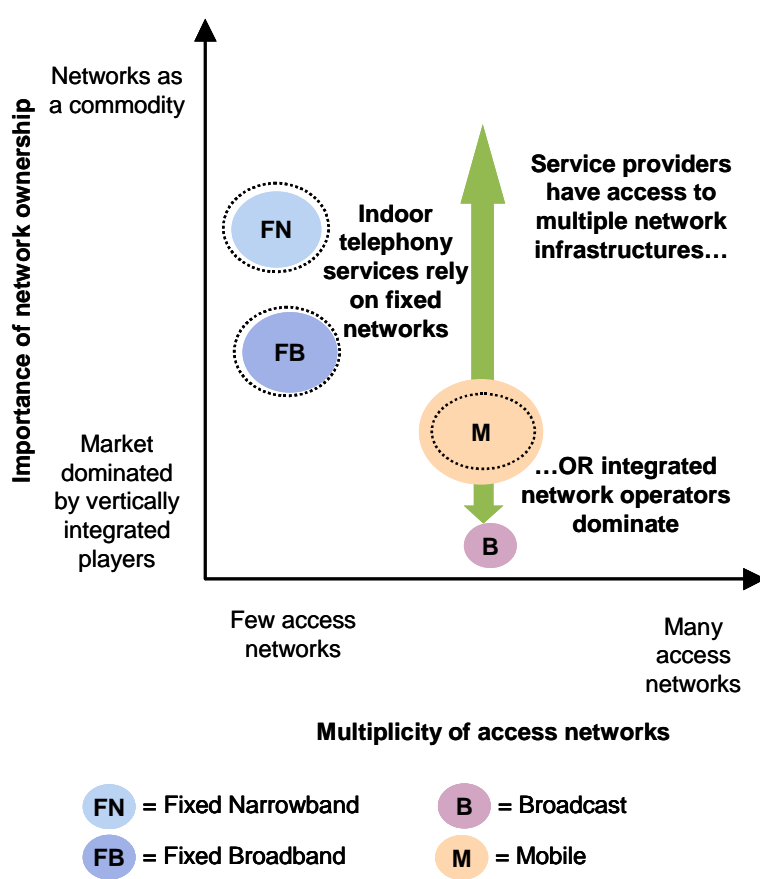 Importance of network ownership
Networks as
a commodity
Market
dominated
by vertically
integrated
players
FN
FB
Indoor
telephony
services rely
on fixed
networks
Service providers
have access to
multiple network
infrastructures…
M
…OR integrated
network operators
dominate
B
Few access
networks
Many
access
networks
Multiplicity of access networks
FN = Fixed Narrowband
B = Broadcast
FB = Fixed Broadband
M = Mobile